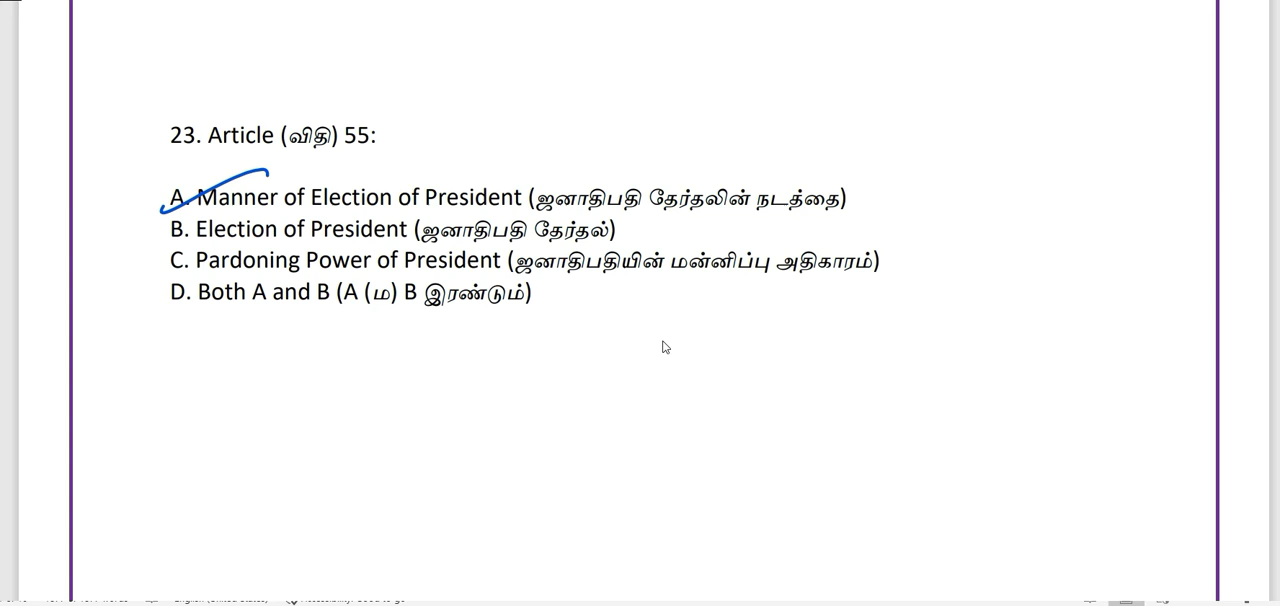 23. Article (விதி) 55:
A. Manner of Election of President (ஜனாதிபதி தேர்தலின் நடத்தை)
B. Election of President (ஜனாதிபதி தேர்தல்)
C. Pardoning Power of President (ஜனாதிபதியின் மன்னிப்பு அதிகாரம்)
D. Both A and B (A (ம) B இரண்டும்)